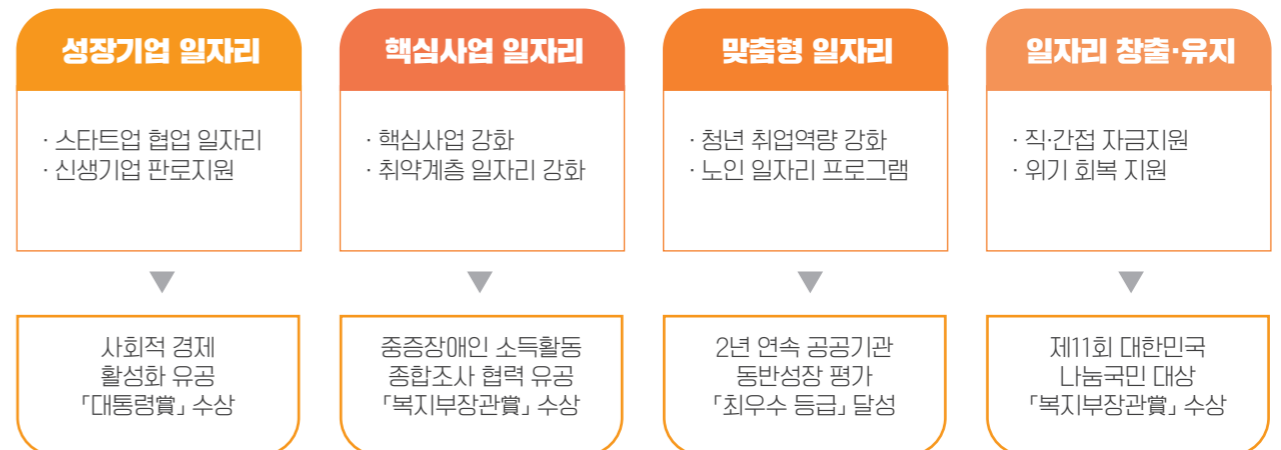 성장기업 일자리
· 스타트업 협업 일자리
· 신생기업 판로지원
사회적 경제
활성화 유공
「대통령賞」 수상
핵심사업 일자리
· 핵심사업 강화
· 취약계층 일자리 강화
중증장애인 소득활동
종합조사 협력 유공
「복지부장관賞」 수상
맞춤형 일자리
· 청년 취업역량 강화
· 노인 일자리 프로그램
2년 연속 공공기관
동반성장 평가
「최우수 등급」 달성
일자리 창출·유지
· 직·간접 자금지원
· 위기 회복 지원
제11회 대한민국
나눔국민 대상
「복지부장관賞」 수상